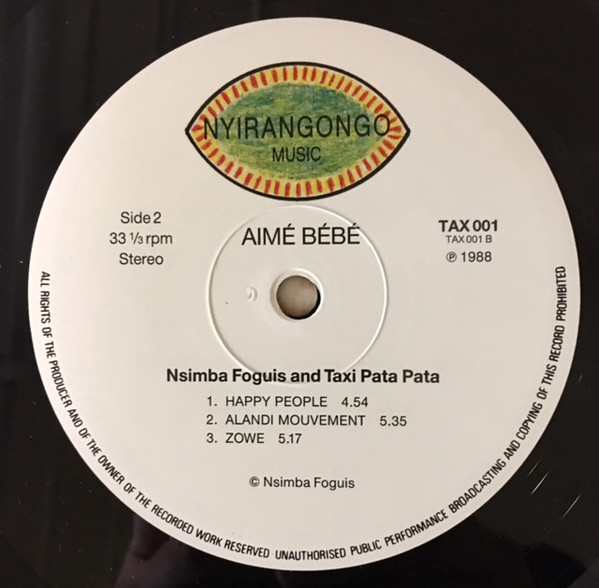 NYIRANGONGO
MUSIC
Side 2
33 ⅓ rpm
Stereo
AIMÉ BÉBÉ
TAX 001
TAX 001 B
℗ 1988
Nsimba Foguis and Taxi Pata Pata
1. HAPPY PEOPLE 4.54
2. ALANDI MOUVEMENT 5.35
3. ZOWE 5.17
© Nsimba Foguis
ALL RIGHTS OF THE PRODUCER AND OF THE OWNER OF THE RECORDED WORK RESERVED UNAUTHORISED PUBLIC PERFORMANCE BROADCASTING AND COPYING OF THIS RECORD PROHIBITED